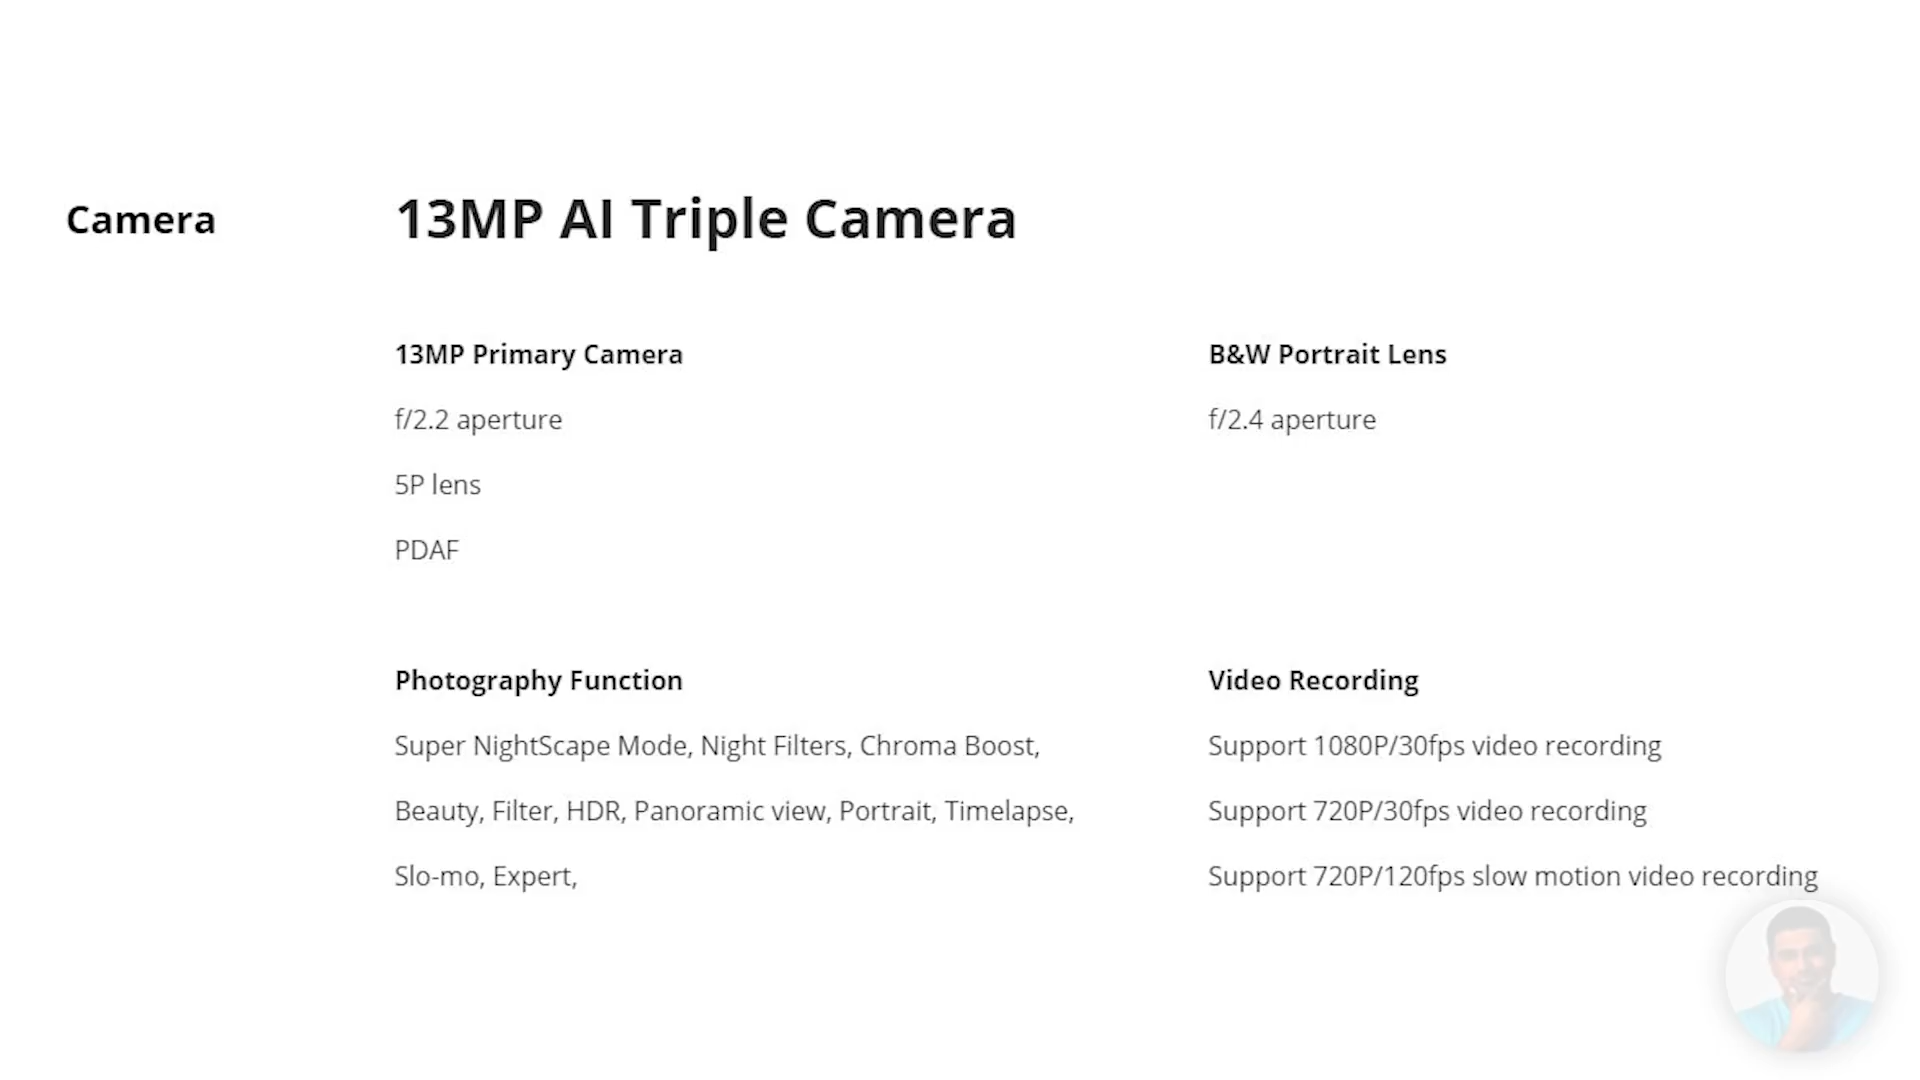 Camera
13MP AI Triple Camera
13MP Primary Camera
f/2.2 aperture
5P lens
PDAF
B&W Portrait Lens
f/2.4 aperture
Photography Function
Super NightScape Mode, Night Filters, Chroma Boost,
Beauty, Filter, HDR, Panoramic view, Portrait, Timelapse,
Slo-mo, Expert,
Video Recording
Support 1080P/30fps video recording
Support 720P/30fps video recording
Support 720P/120fps slow motion video recording